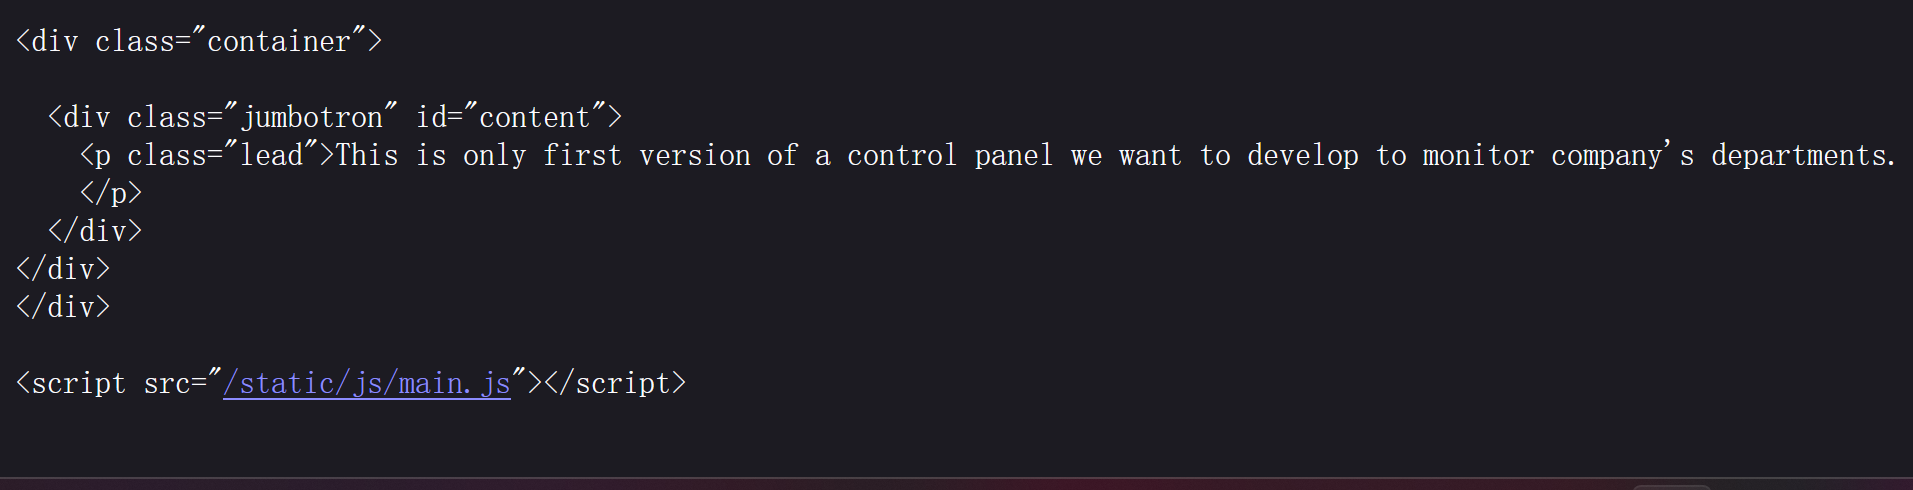 <div class="container">
<div class="jumbotron" id="content">
<p class="lead">This is only first version of a control panel we want to develop to monitor company's departments.
</p>
</div>
</div>
</div>
<script src="/static/js/main.js"></script>